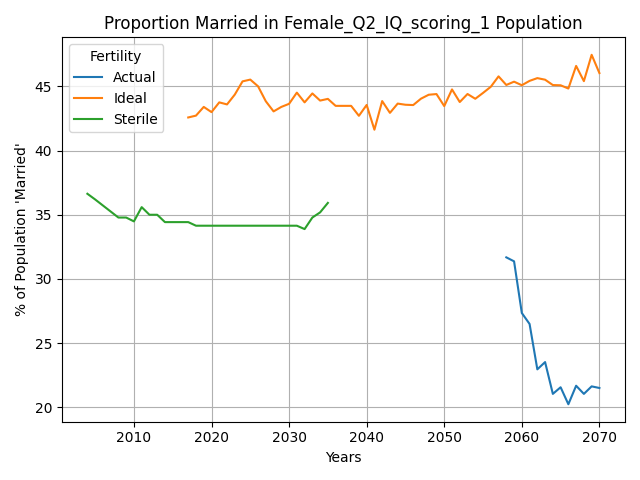 Proportion Married in Female_Q2_IQ_scoring_1 Population
Fertility
Actual
Ideal
Sterile
% of Population 'Married'
45
40
35
30
25
20
2010
2020
2030
2040
2050
2060
2070
Years